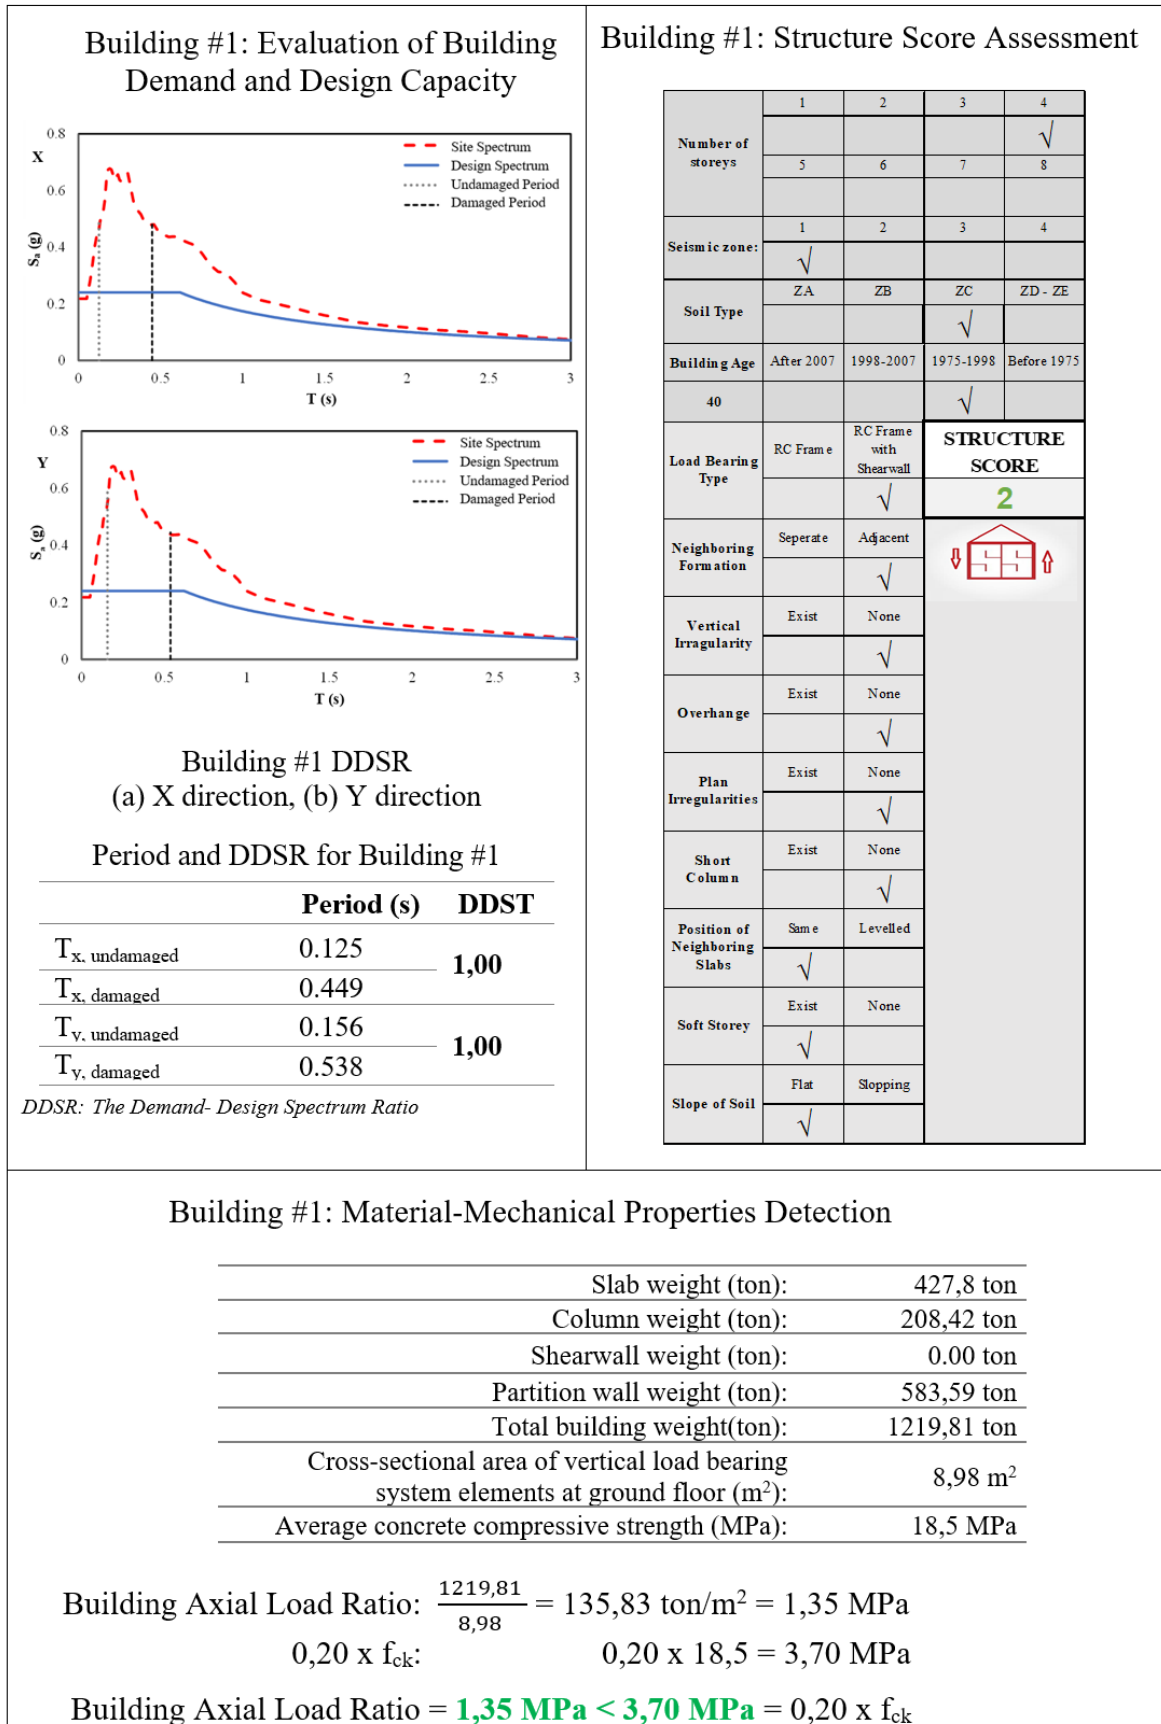 Building #1: Evaluation of Building
Demand and Design Capacity
0.8
X
0.6
Sa (g)
0.4
0.2
0
0
0.5
1
1.5
2
2.5
3
T (s)
Site Spectrum
Design Spectrum
Undamaged Period
Damaged Period
0.8
Y
0.6
Sa (g)
0.4
0.2
0
0
0.5
1
1.5
2
2.5
3
T (s)
Site Spectrum
Design Spectrum
Undamaged Period
Damaged Period
Building #1 DDSR
(a) X direction, (b) Y direction
Period and DDSR for Building #1
Period (s) DDST
Tx, undamaged 0.125
1,00
Tx, damaged 0.449
Ty, undamaged 0.156
1,00
Ty, damaged 0.538
DDSR: The Demand- Design Spectrum Ratio
Building #1: Structure Score Assessment
1 2 3 4
Number of
storeys
√
5 6 7 8
1 2 3 4
Seismic zone:
√
ZA ZB ZC ZD - ZE
Soil Type
√
Building Age After 2007 1998-2007 1975-1998 Before 1975
40 √
Load Bearing
Type
RC Frame
RC Frame
with
Shearwall
√
STRUCTURE
SCORE
2
SS
Neighboring
Formation
Seperate Adjacent
√
Vertical
Irragularity
Exist None
√
Overhange
Exist None
√
Plan
Irregularities
Exist None
√
Short
Column
Exist None
√
Position of
Neighboring
Slabs
Same Levelled
√
Soft Storey
Exist None
√
Slope of Soil
Flat Slopping
√
Building #1: Material-Mechanical Properties Detection
Slab weight (ton): 427,8 ton
Column weight (ton): 208,42 ton
Shearwall weight (ton): 0.00 ton
Partition wall weight (ton): 583,59 ton
Total building weight(ton): 1219,81 ton
Cross-sectional area of vertical load bearing
system elements at ground floor (m²): 8,98 m²
Average concrete compressive strength (MPa): 18,5 MPa
Building Axial Load Ratio: 1219,81/8,98 = 135,83 ton/m² = 1,35 MPa
0,20 x fck: 0,20 x 18,5 = 3,70 MPa
Building Axial Load Ratio = 1,35 MPa < 3,70 MPa = 0,20 x fck